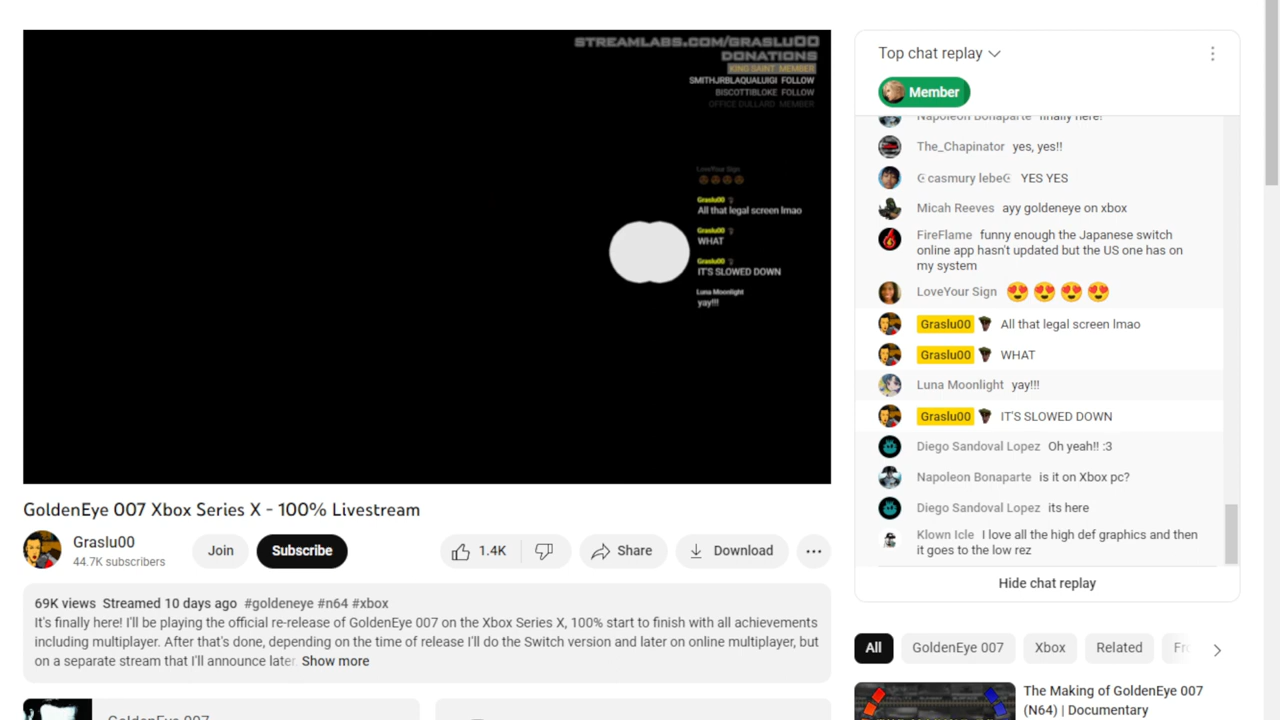 STREAMLABS.COM/GRASLU00
DONATIONS
KING SAINT MEMBER
SMITHJRBLAQUALUIGI FOLLOW
BISCOTTIBLOKE FOLLOW
OFFICE DULLARD MEMBER
LoveYour Sign
Graslu00
All that legal screen lmao
Graslu00
WHAT
Graslu00
IT'S SLOWED DOWN
Luna Moonlight
yay!!!
GoldenEye 007 Xbox Series X - 100% Livestream
Graslu00
44.7K subscribers
Join
Subscribe
1.4K
Share
Download
69K views Streamed 10 days ago #goldeneye #n64 #xbox
It's finally here! I'll be playing the official re-release of GoldenEye 007 on the Xbox Series X, 100% start to finish with all achievements
including multiplayer. After that's done, depending on the time of release I'll do the Switch version and later on online multiplayer, but
on a separate stream that I'll announce later. Show more
GoldenEye 007
Top chat replay
Member
Napoleon Bonaparte finally here!
The_Chapinator yes, yes!!
☪casmury lebe☪ YES YES
Micah Reeves ayy goldeneye on xbox
FireFlame funny enough the Japanese switch
online app hasn't updated but the US one has on
my system
LoveYour Sign 😍 😍 😍 😍
Graslu00 All that legal screen lmao
Graslu00 WHAT
Luna Moonlight yay!!!
Graslu00 IT'S SLOWED DOWN
Diego Sandoval Lopez Oh yeah!! :3
Napoleon Bonaparte is it on Xbox pc?
Diego Sandoval Lopez its here
Klown Icle I love all the high def graphics and then
it goes to the low rez
Hide chat replay
All
GoldenEye 007
Xbox
Related
The Making of GoldenEye 007
(N64) | Documentary